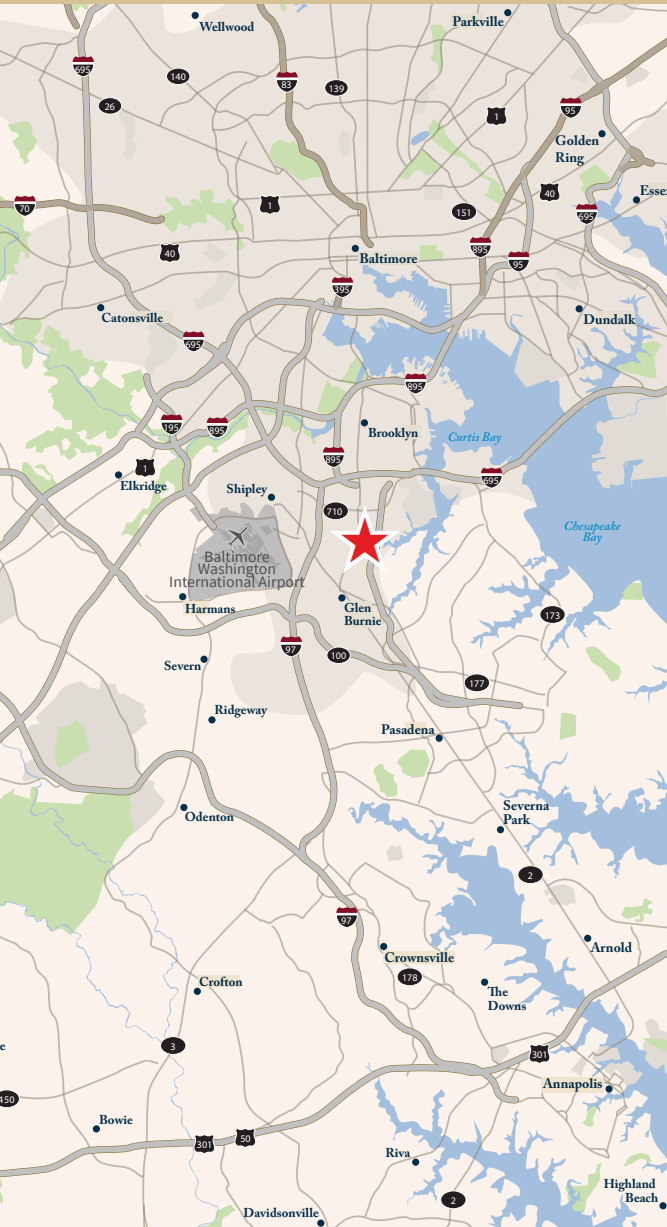 Parkville
Wellwood
695
140
83
139
26
95
1
Golden
Ring
40
1
151
70
695
40
895
95
Baltimore
395
Catonsville
Dundalk
695
895
195
895
Brooklyn
Curtis Bay
1
895
Elkridge
695
Shipley
710
Chesapeake
Bay
Baltimore
Washington
International Airport
Harmans
Glen
Burnie
173
97
100
Severn
177
Ridgeway
Pasadena
Severna
Park
Odenton
2
97
Arnold
Crownsville
178
Crofton
The
Downs
3
301
Annapolis
450
Bowie
301
50
Riva
Highland
Beach
2
Davidsonville